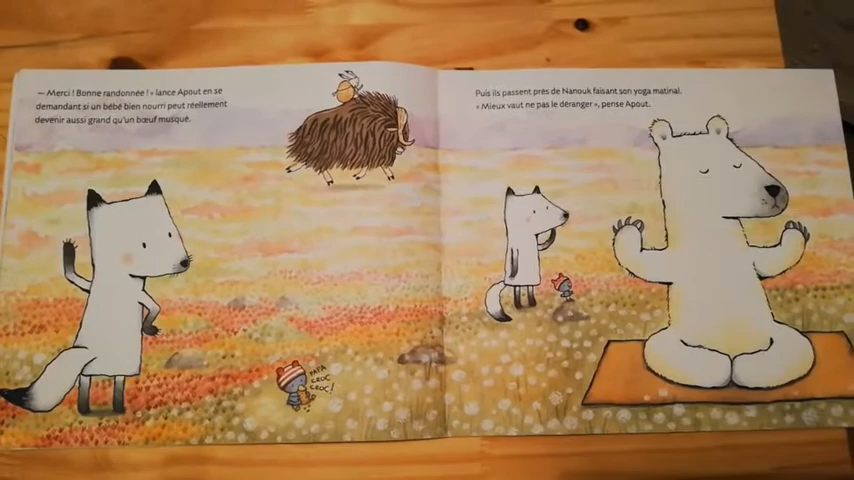 — Merci ! Bonne randonnée ! » lance Apout en se
demandant si un bébé bien nourri peut réellement
devenir aussi grand qu'un bœuf musqué.
PAPA
CROC
CROC !
Puis ils passent près de Nanouk faisant son yoga matinal.
« Mieux vaut ne pas le déranger », pense Apout.